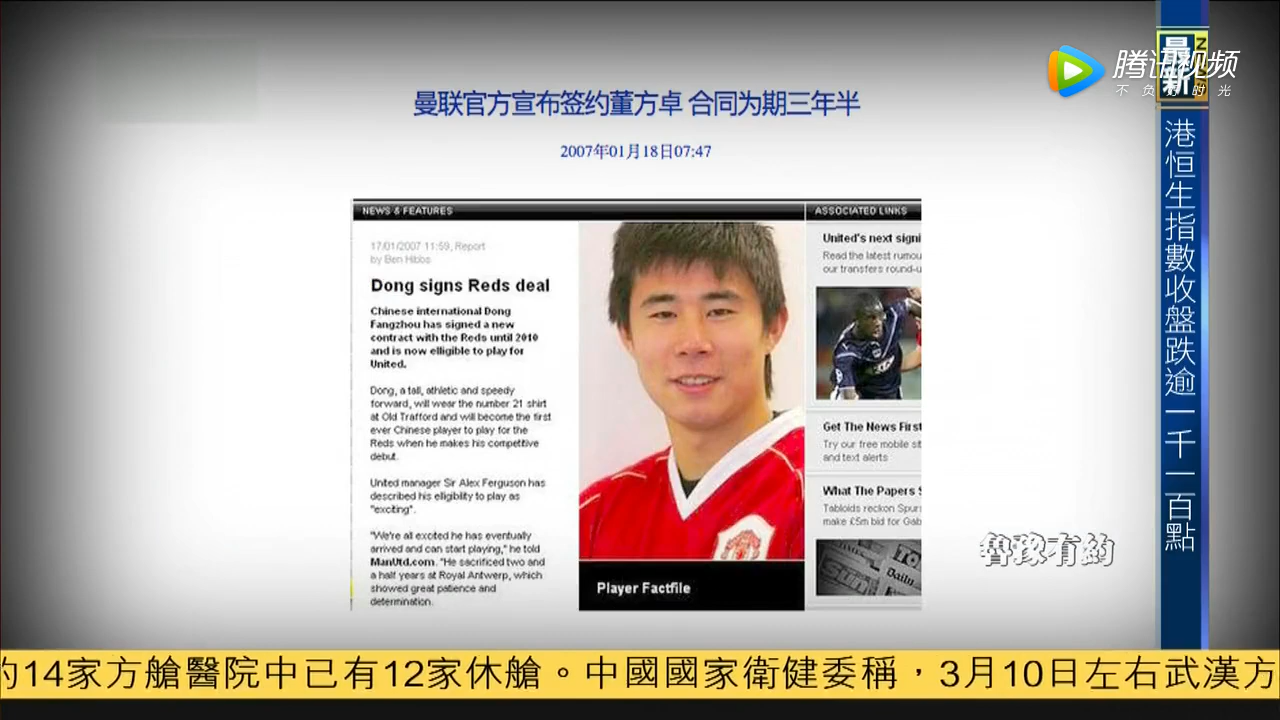 曼联官方宣布签约董方卓 合同为期三年半
2007年01月18日07:47
NEWS & FEATURES
17/01/2007 11:59, Report
by Ben Hibbs
Dong signs Reds deal
Chinese international Dong
Fangzhou has signed a new
contract with the Reds until 2010
and is now elligible to play for
United.
Dong, a tall, athletic and speedy
forward, will wear the number 21 shirt
at Old Trafford and will become the first
ever Chinese player to play for the
Reds when he makes his competitive
debut.
United manager Sir Alex Ferguson has
described his eligibility to play as
"exciting".
"We're all excited he has eventually
arrived and can start playing," he told
ManUtd.com. "He sacrificed two and
a half years at Royal Antwerp, which
showed great patience and
determination.
Player Factfile
ASSOCIATED LINKS
United's next signi
Read the latest rumou
our transfers round-u
Get The News First
Try our free mobile sit
and text alerts
What The Papers S
Tabloids reckon Spurs
make £5m bid for Gab
Sun
Daily
腾讯视频
不负好时光
最新
港恒生指數收盤跌逾一千一百點
魯豫有約
的14家方艙醫院中已有12家休艙。中國國家衛健委稱，3月10日左右武漢方